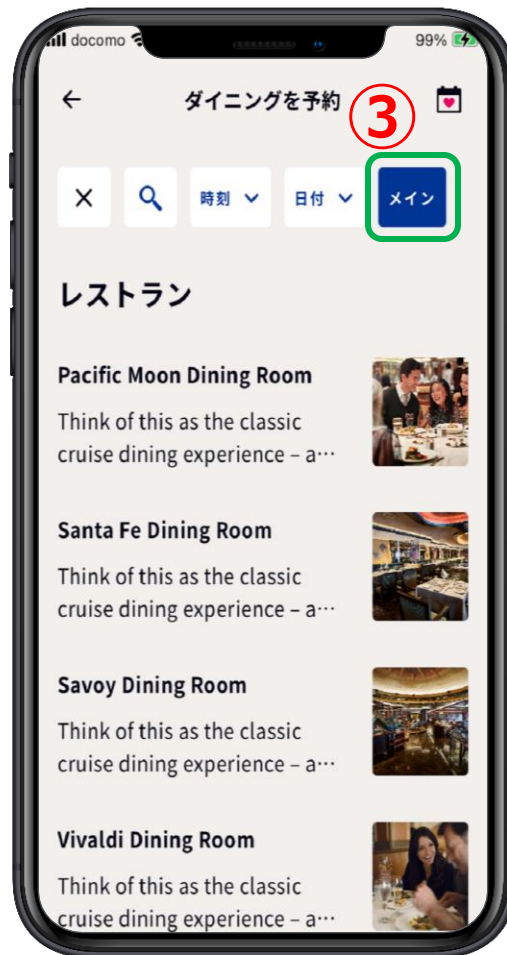 docomo 99%
ダイニングを予約
③
時刻 日付 メイン
レストラン
Pacific Moon Dining Room
Think of this as the classic
cruise dining experience – a…
Santa Fe Dining Room
Think of this as the classic
cruise dining experience – a…
Savoy Dining Room
Think of this as the classic
cruise dining experience – a…
Vivaldi Dining Room
Think of this as the classic
cruise dining experience – a…